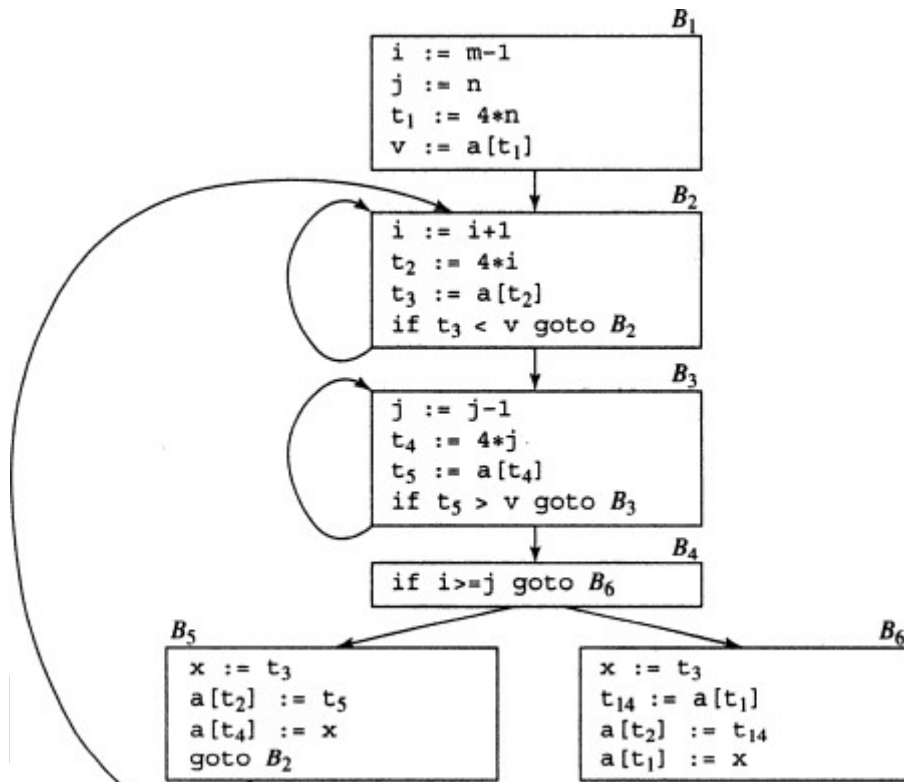 B₁
i := m-1
j := n
t₁ := 4*n
v := a[t₁]
B₂
i := i+1
t₂ := 4*i
t₃ := a[t₂]
if t₃ < v goto B₂
B₃
j := j-1
t₄ := 4*j
t₅ := a[t₄]
if t₅ > v goto B₃
B₄
if i>=j goto B₆
B₅
x := t₃
a[t₂] := t₅
a[t₄] := x
goto B₂
B₆
x := t₃
t₁₄ := a[t₁]
a[t₂] := t₁₄
a[t₁] := x